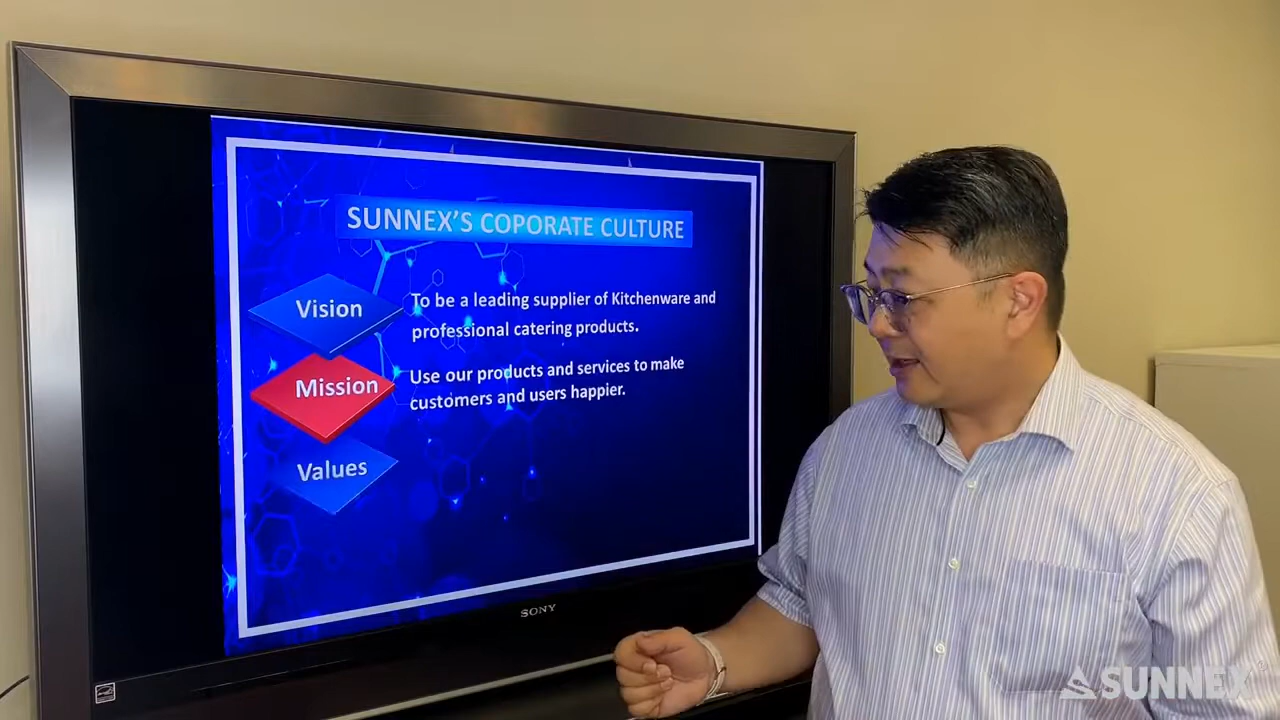 SUNNEX'S COPORATE CULTURE
Vision
To be a leading supplier of Kitchenware and
professional catering products.
Mission
Use our products and services to make
customers and users happier.
Values
SONY
SUNNEX